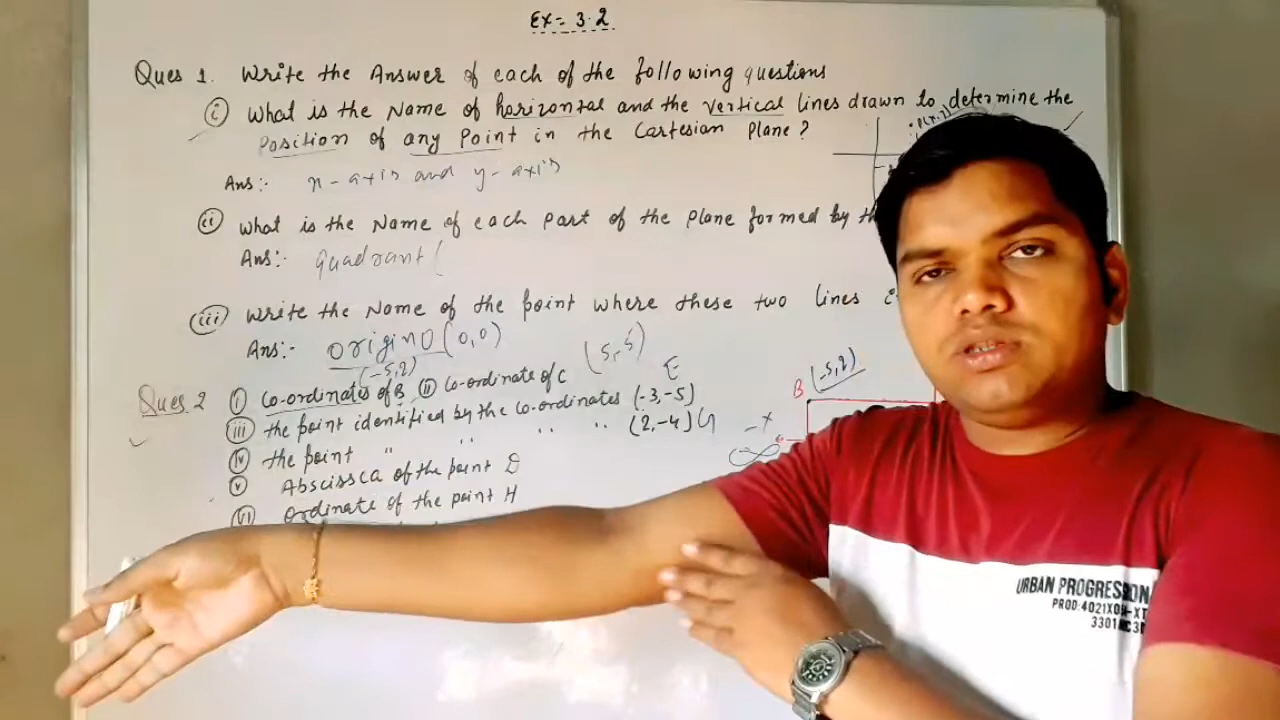 Ex = 3.2
Ques 1. Write the Answer of each of the following questions
(i) What is the Name of horizontal and the vertical lines drawn to determine the
Position of any Point in the Cartesian Plane?
Ans:- x-axis and y-axis
(ii) What is the Name of each part of the plane formed by
Ans:- Quadrant (
(iii) Write the Name of the point where these two lines
Ans:- origin O (0,0)
(5,-5)
(-5,2)
Ques 2 (i) Co-ordinates of B, (ii) Co-ordinate of C
E
(iii) the point identified by the co-ordinates (-3,-5)
(iv) the point " " " " (2,-4) G
(v) Abscissca of the point D
(vi) ordinate of the point H
B (-5,2)
-x
URBAN PROGRESSION